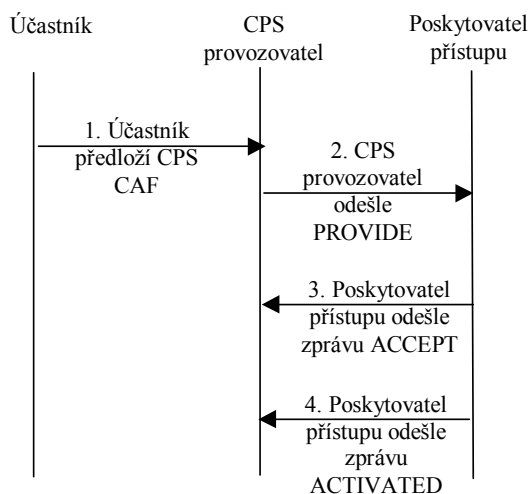 Účastník
CPS
provozovatel
Poskytovatel
přístupu
1. Účastník
předloží CPS
CAF
2. CPS
provozovatel
odešle
PROVIDE
3. Poskytovatel
přístupu odešle
zprávu ACCEPT
4. Poskytovatel
přístupu odešle
zprávu
ACTIVATED